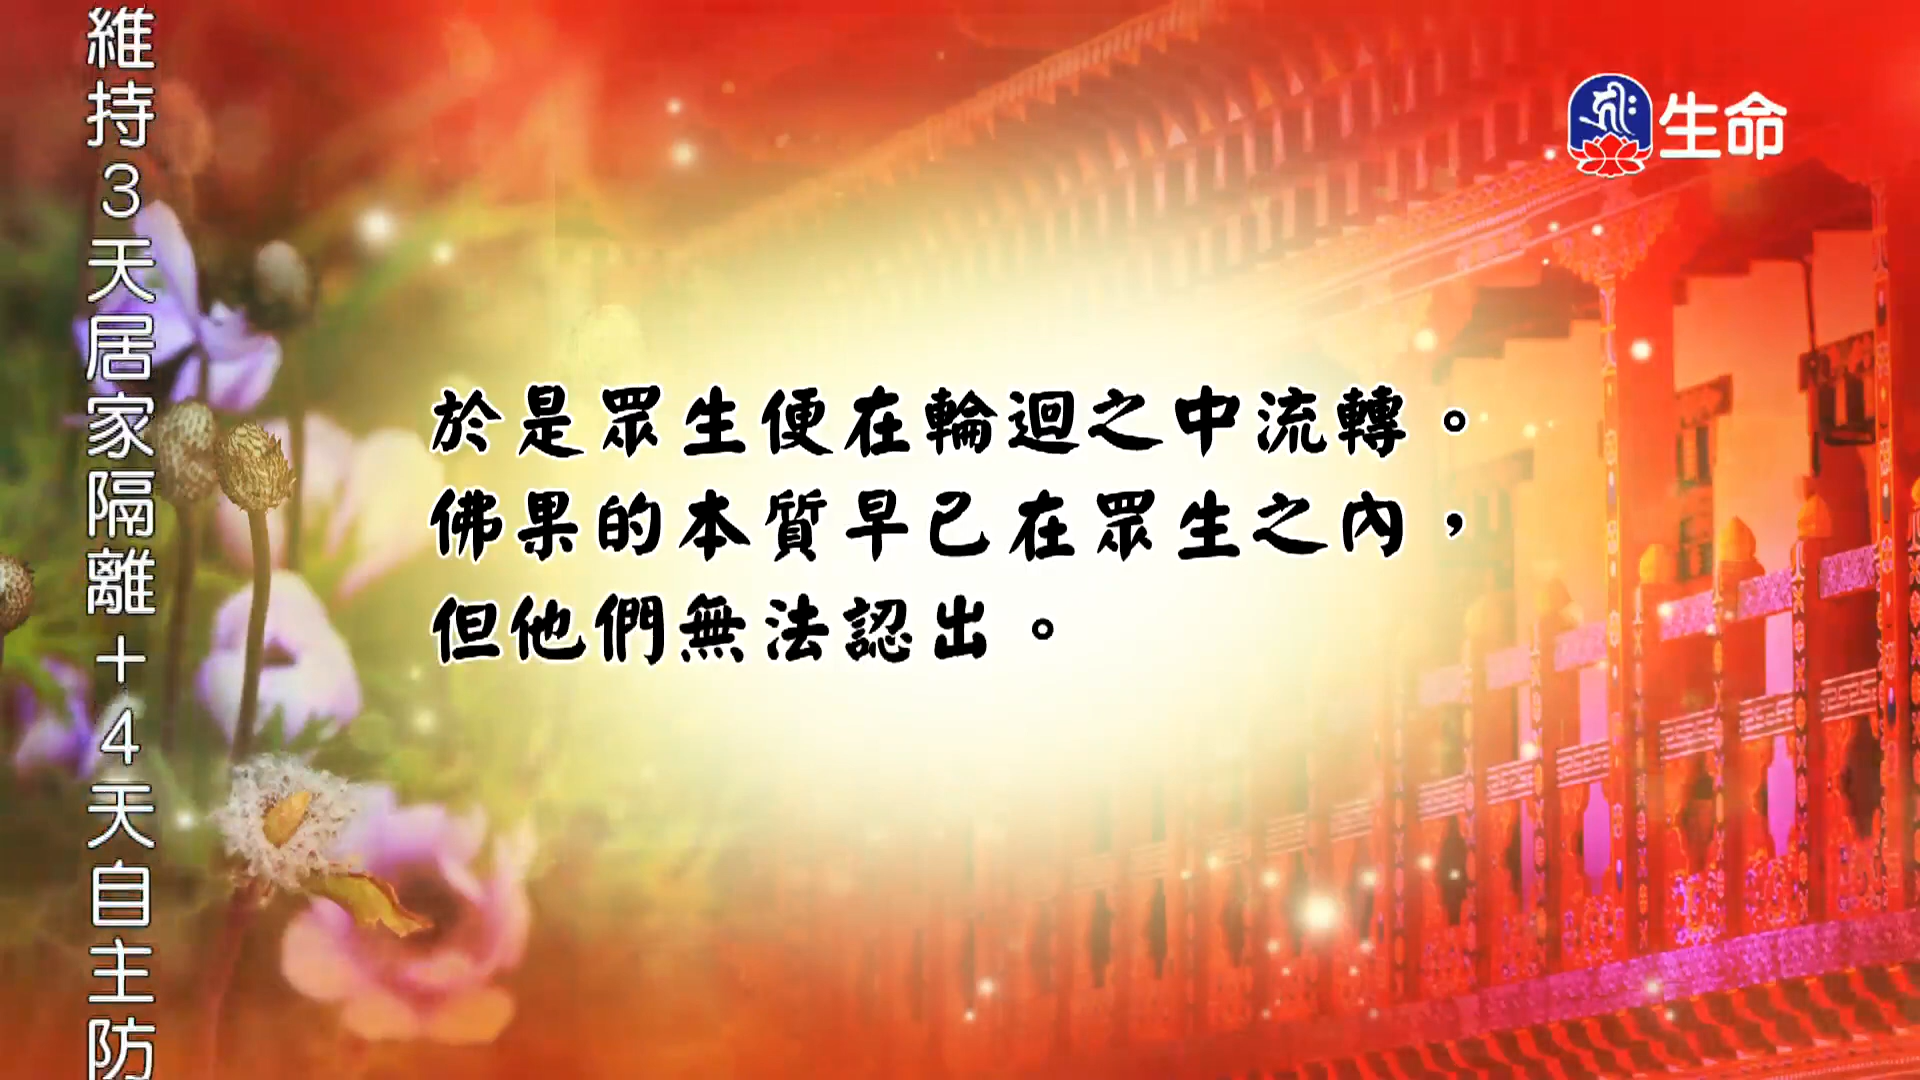 維持3天居家隔離+4天自主防
生命
於是眾生便在輪迴之中流轉。
佛果的本質早已在眾生之內，
但他們無法認出。